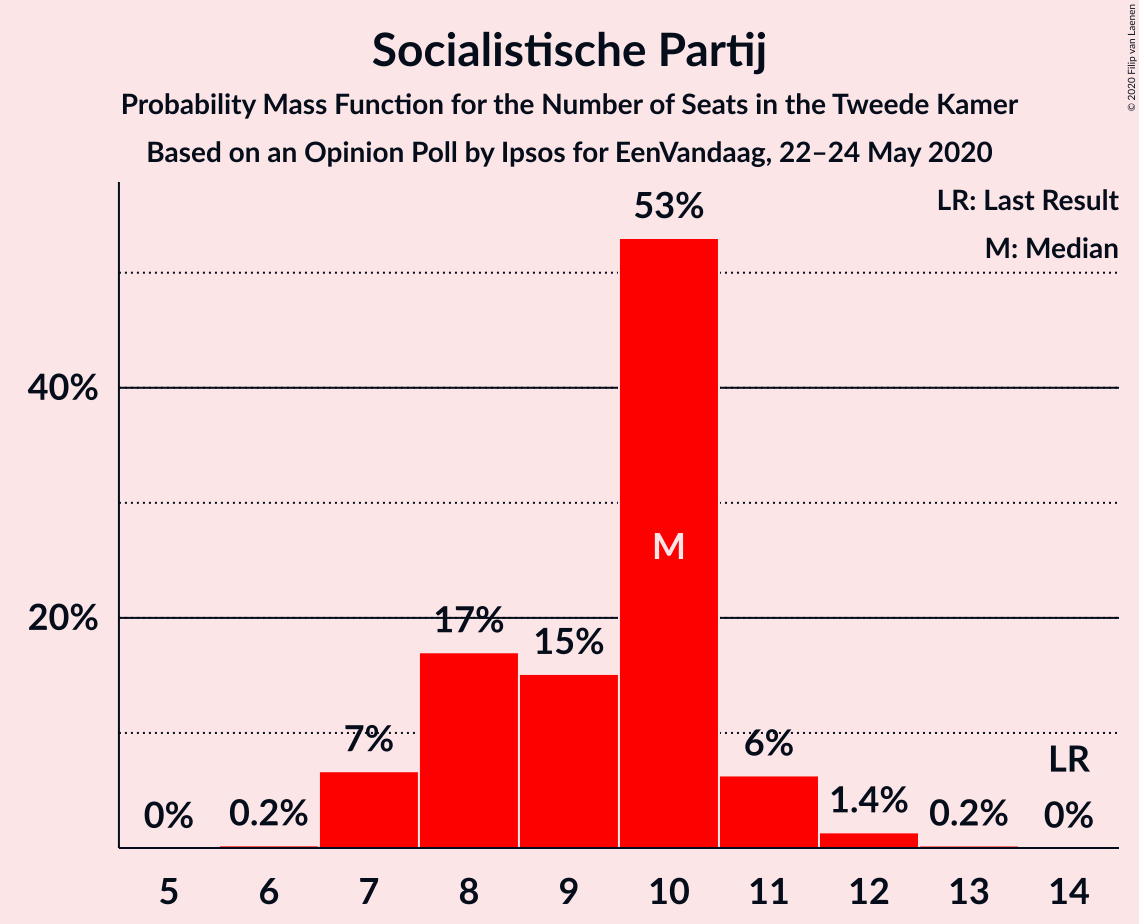 Socialistische Partij
Probability Mass Function for the Number of Seats in the Tweede Kamer
Based on an Opinion Poll by Ipsos for EenVandaag, 22–24 May 2020
© 2020 Filip van Laenen
LR: Last Result
M: Median
53%
40%
M
20%
17%
15%
7%
6%
LR
0%
0.2%
1.4%
0.2%
0%
5 6 7 8 9 10 11 12 13 14